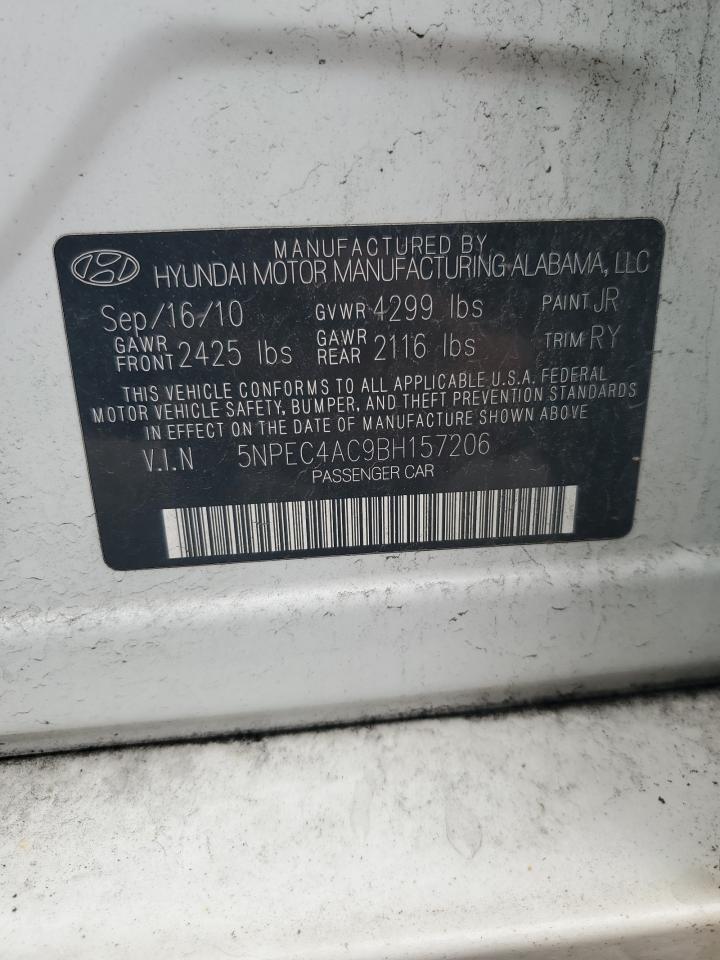 MANUFACTURED BY
HYUNDAI MOTOR MANUFACTURING ALABAMA, LLC
Sep/16/10 GVWR 4299 lbs PAINT JR
GAWR FRONT 2425 lbs GAWR REAR 2116 lbs TRIM RY
THIS VEHICLE CONFORMS TO ALL APPLICABLE U.S.A. FEDERAL
MOTOR VEHICLE SAFETY, BUMPER, AND THEFT PREVENTION STANDARDS
IN EFFECT ON THE DATE OF MANUFACTURE SHOWN ABOVE
V.I.N 5NPEC4AC9BH157206
PASSENGER CAR